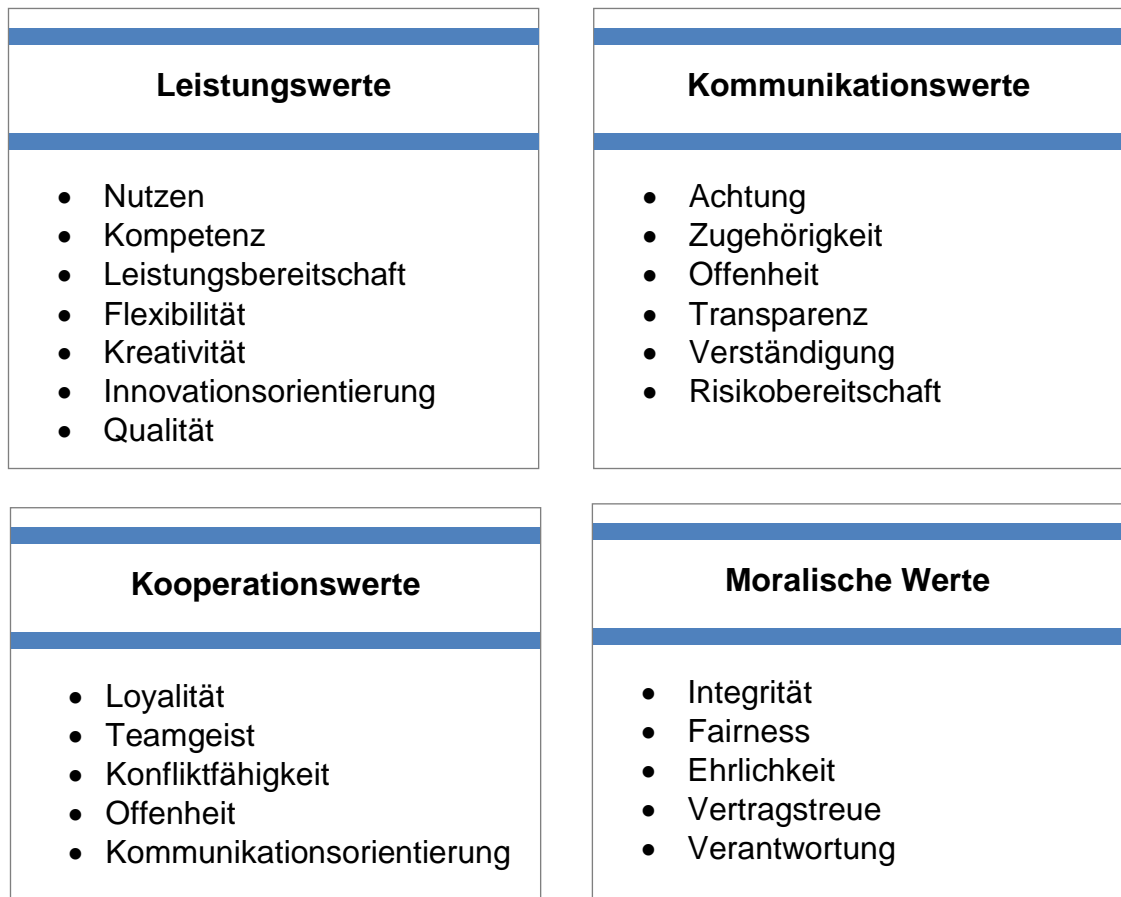 Leistungswerte
• Nutzen
• Kompetenz
• Leistungsbereitschaft
• Flexibilität
• Kreativität
• Innovationsorientierung
• Qualität
Kommunikationswerte
• Achtung
• Zugehörigkeit
• Offenheit
• Transparenz
• Verständigung
• Risikobereitschaft
Kooperationswerte
• Loyalität
• Teamgeist
• Konfliktfähigkeit
• Offenheit
• Kommunikationsorientierung
Moralische Werte
• Integrität
• Fairness
• Ehrlichkeit
• Vertragstreue
• Verantwortung